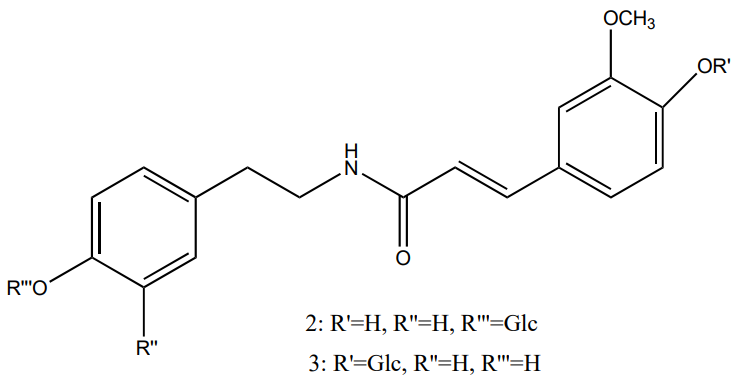 OCH₃
OR'
H
N
O
R'''O
R''
2: R'=H, R''=H, R'''=Glc
3: R'=Glc, R''=H, R'''=H